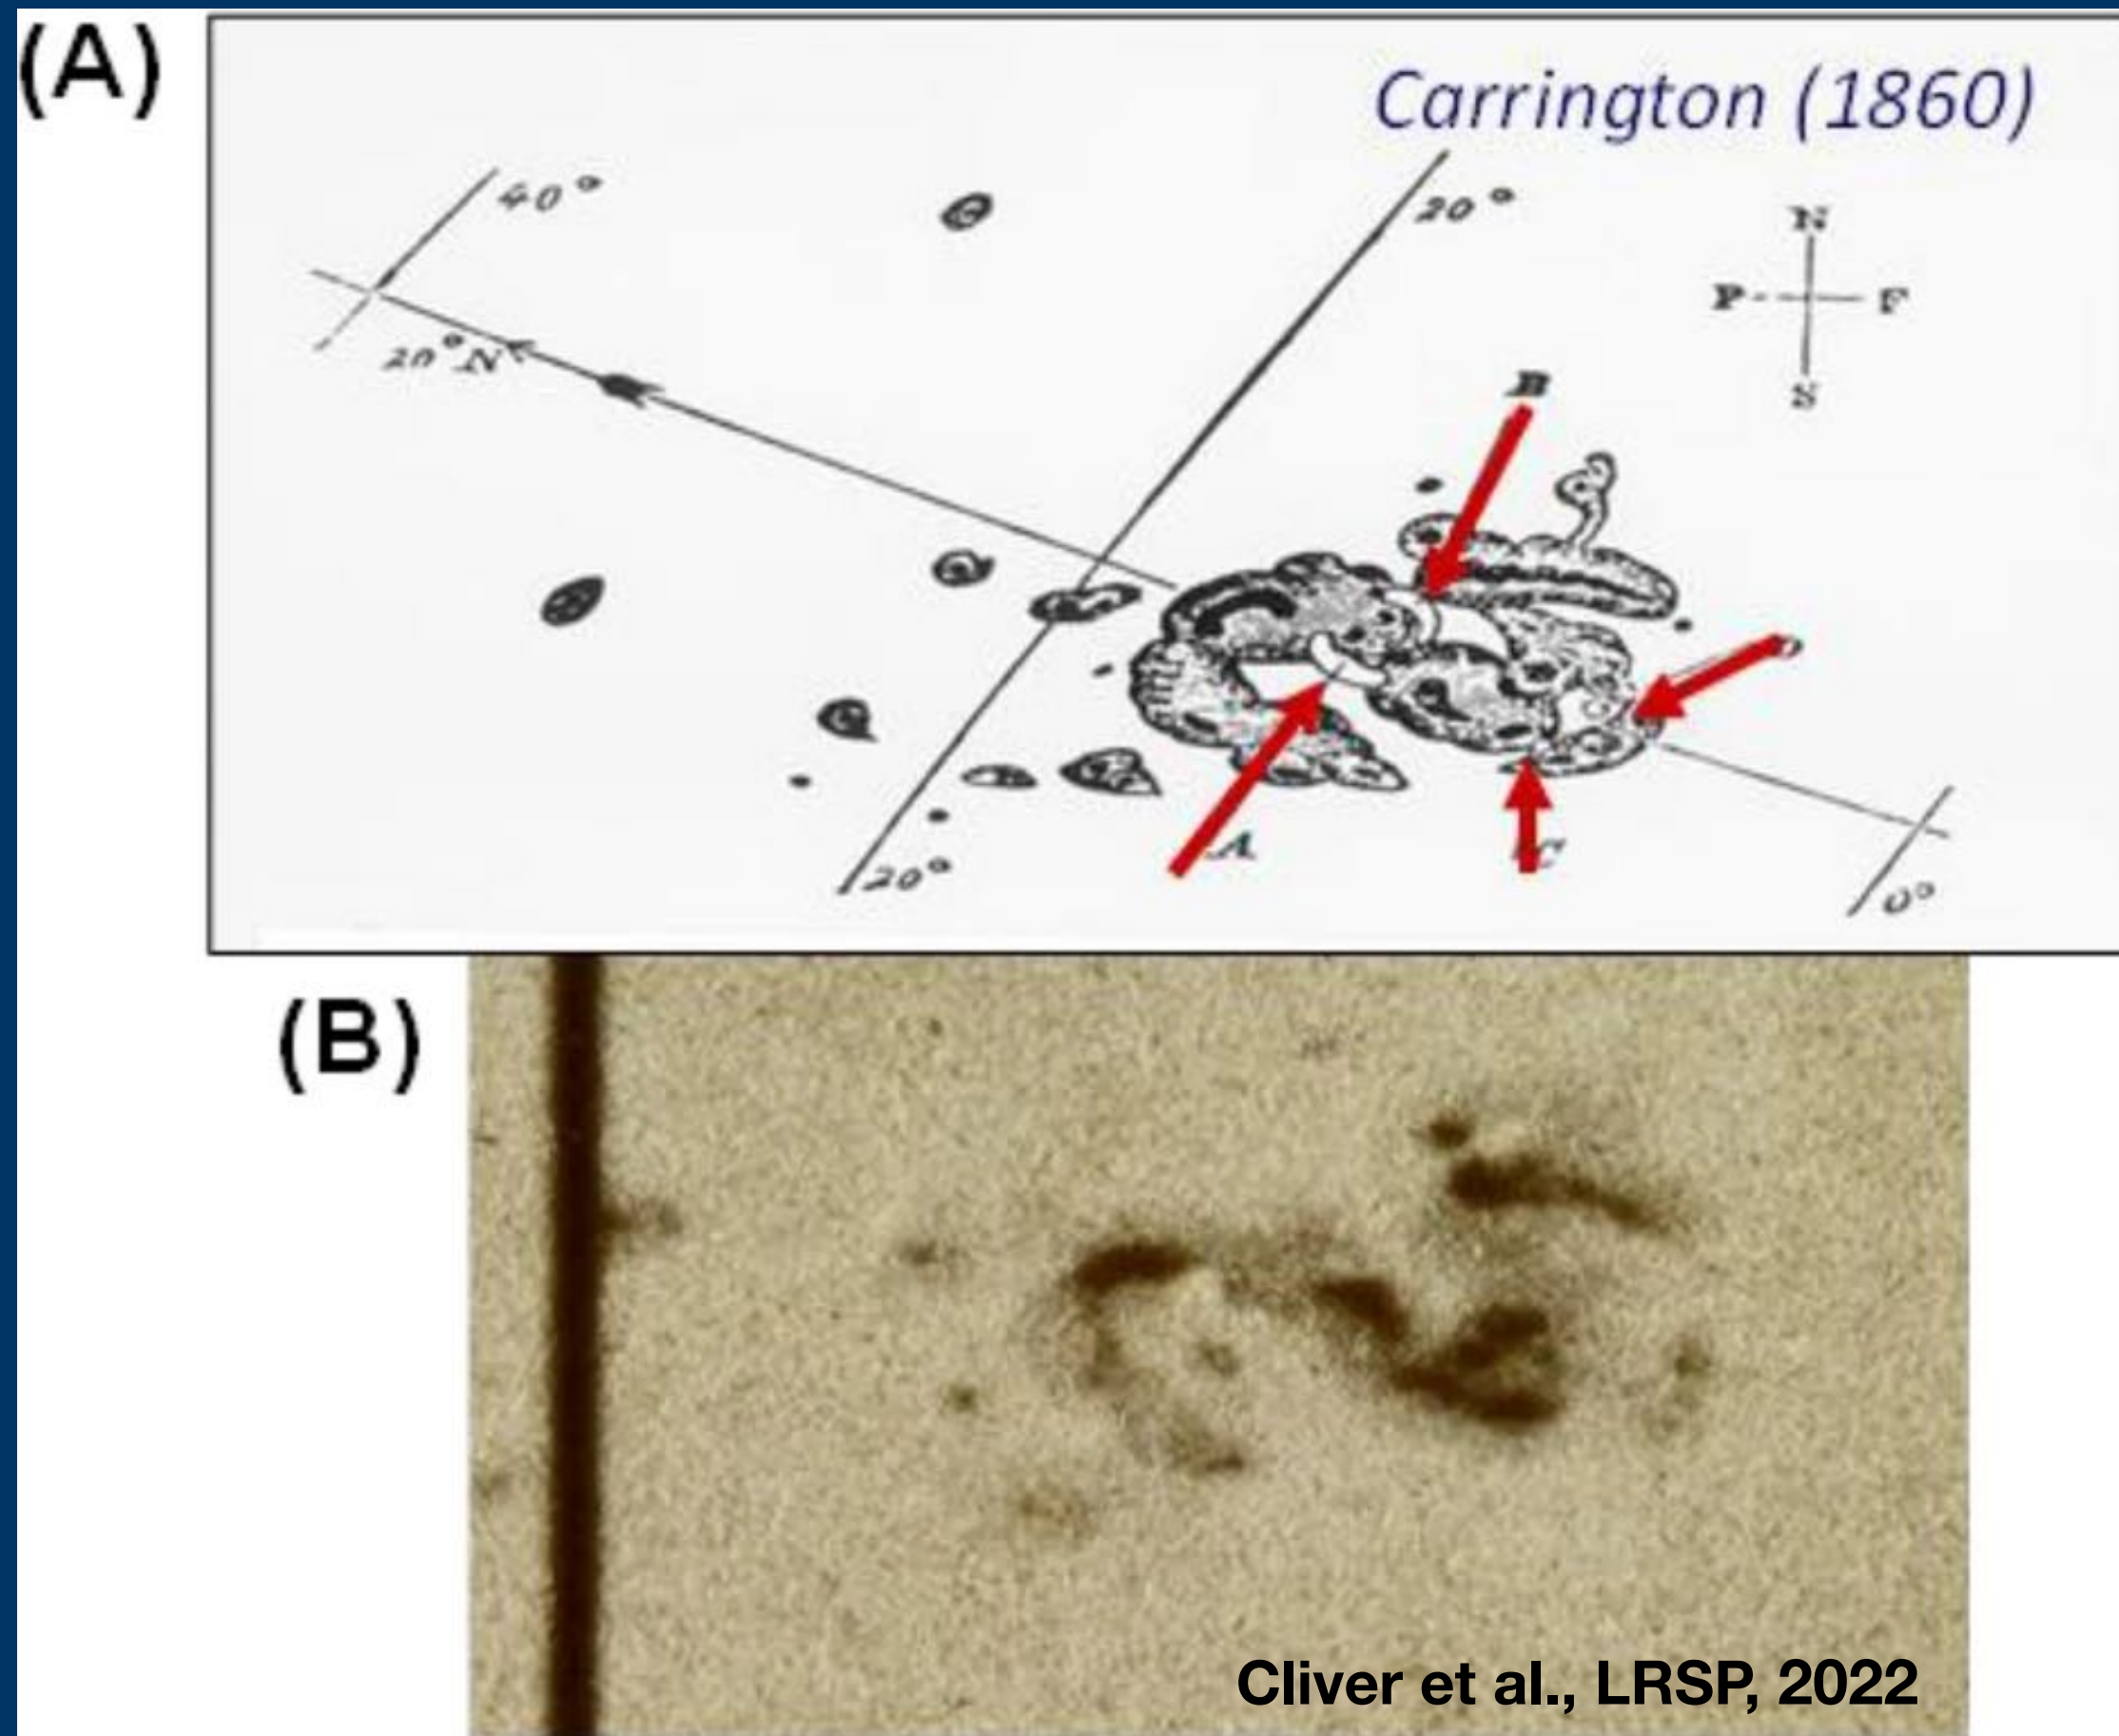 (A)
Carrington (1860)
40°
20°
N
P F
S
20° N
B
D
A
C
20°
0°
(B)
Cliver et al., LRSP, 2022